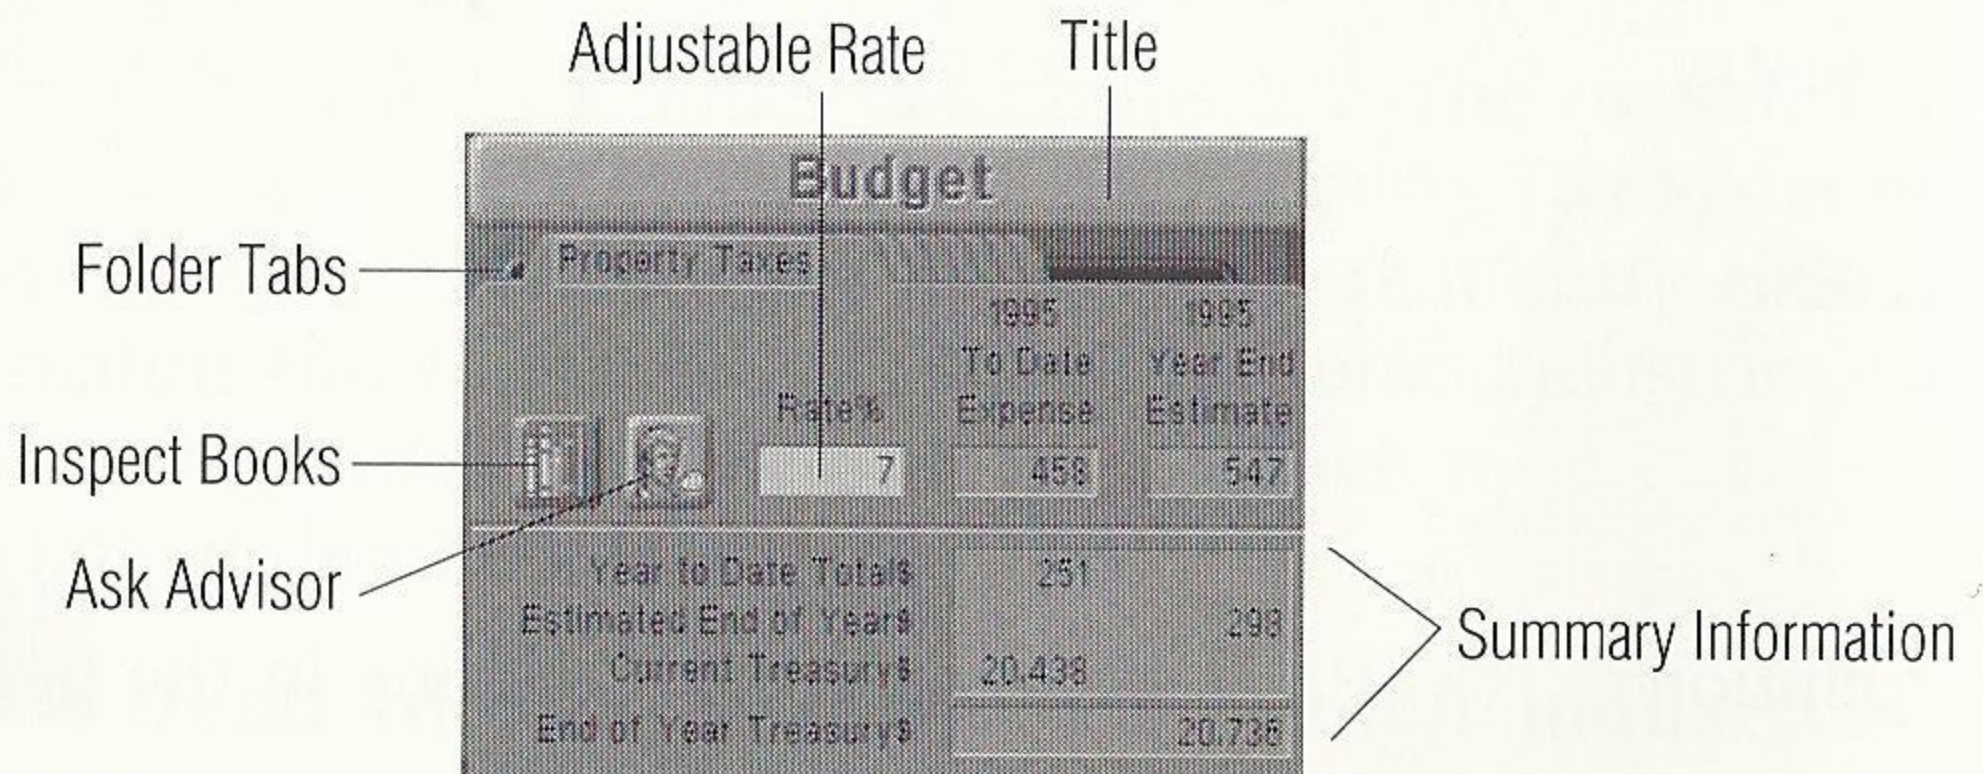 Adjustable Rate Title
Budget
Folder Tabs
Property Taxes
1995 1995
To Date Year End
Rate% Expense Estimate
Inspect Books
7 458 547
Ask Advisor
Year to Date Total$ 251
Estimated End of Year$ 298
Current Treasury$ 20,438
Summary Information
End of Year Treasury$ 20,736